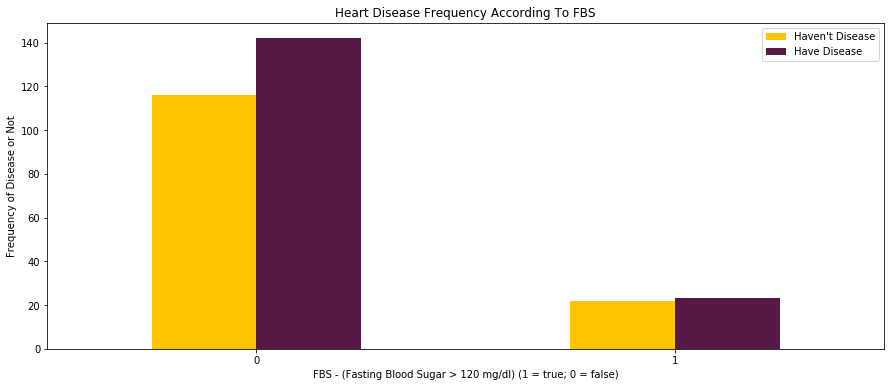 Heart Disease Frequency According To FBS
Haven't Disease
Have Disease
Frequency of Disease or Not
140
120
100
80
60
40
20
0
0
1
FBS - (Fasting Blood Sugar > 120 mg/dl) (1 = true; 0 = false)